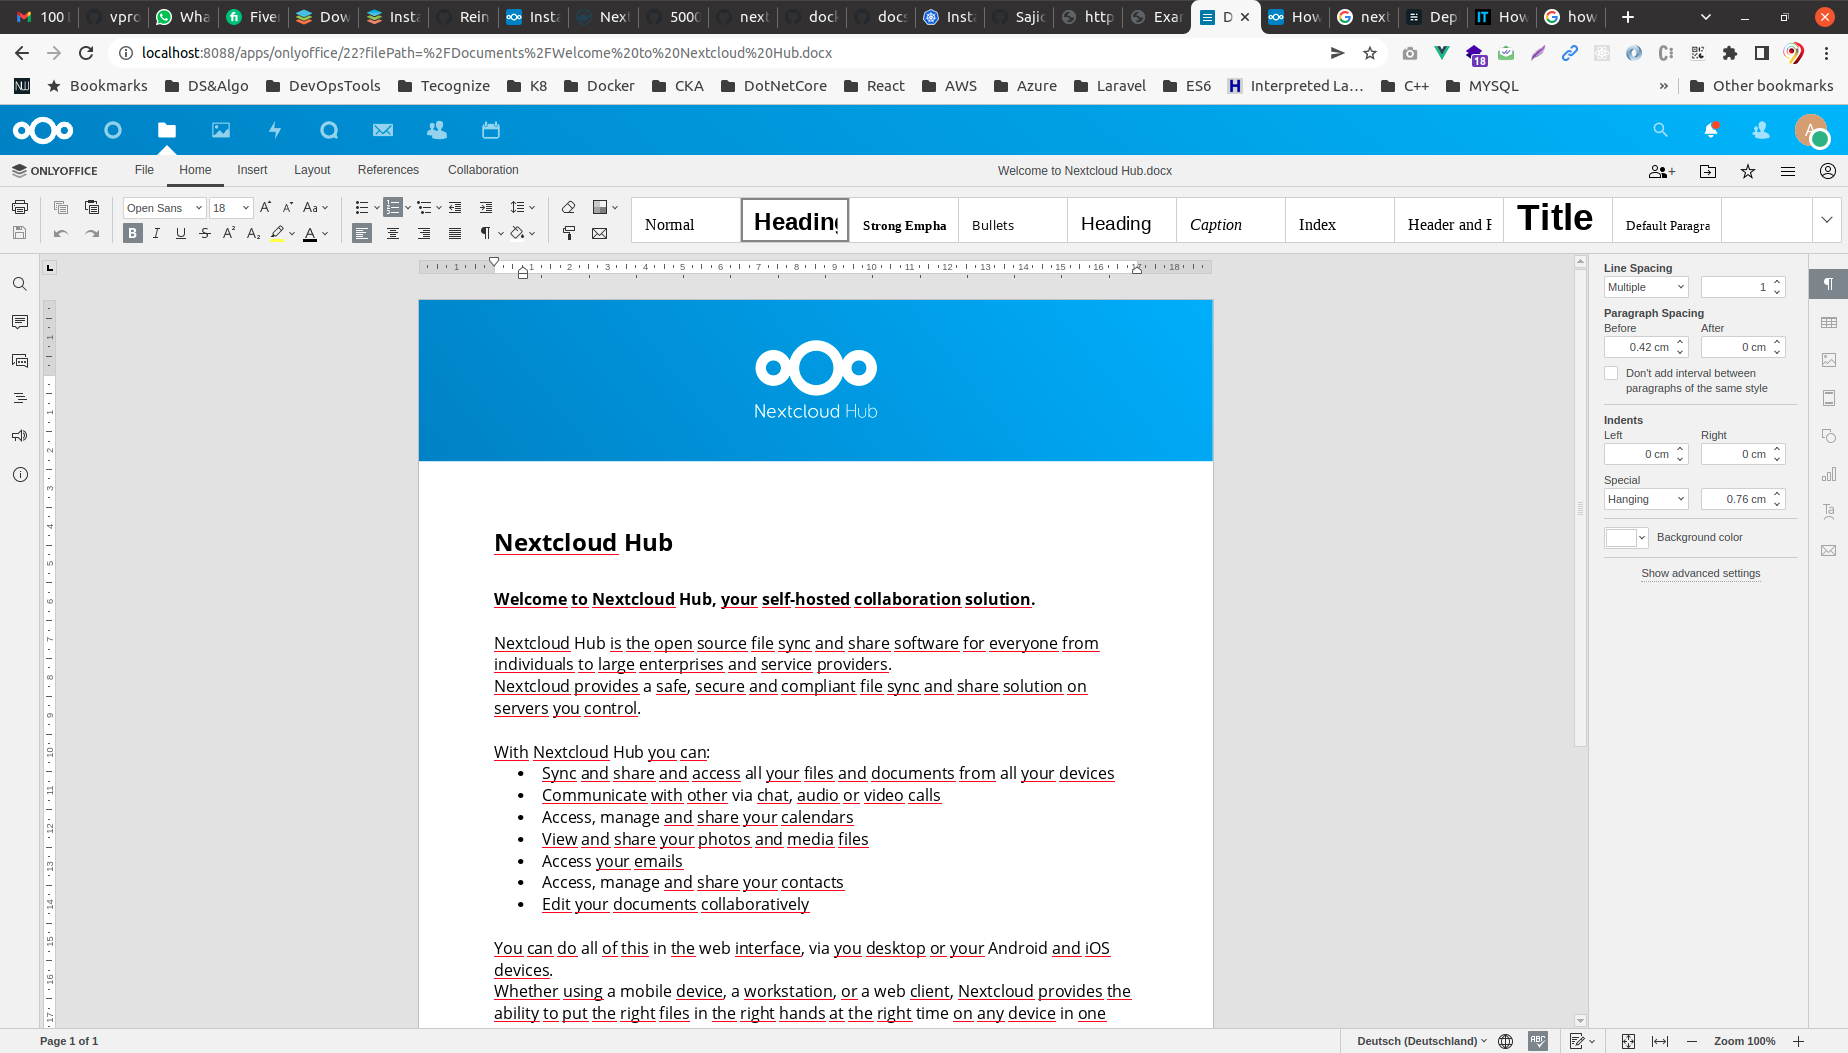 100
vpro
Wha
Fiver
Dow
Insta
Rein
Insta
Next
5000
next
dock
docs
Insta
Sajid
http
Exar
D
How
next
Dep
How
how
localhost:8088/apps/onlyoffice/22?filePath=%2FDocuments%2FWelcome%20to%20Nextcloud%20Hub.docx
18
Bookmarks DS&Algo DevOpsTools Tecognize K8 Docker CKA DotNetCore React AWS Azure Laravel ES6 Interpreted La... C++ MYSQL » Other bookmarks
A
ONLYOFFICE File Home Insert Layout References Collaboration Welcome to Nextcloud Hub.docx
Open Sans 18
Normal Heading Strong Empha Bullets Heading Caption Index Header and F Title Default Paragra
Nextcloud Hub
Nextcloud Hub
Welcome to Nextcloud Hub, your self-hosted collaboration solution.
Nextcloud Hub is the open source file sync and share software for everyone from
individuals to large enterprises and service providers.
Nextcloud provides a safe, secure and compliant file sync and share solution on
servers you control.
With Nextcloud Hub you can:
• Sync and share and access all your files and documents from all your devices
• Communicate with other via chat, audio or video calls
• Access, manage and share your calendars
• View and share your photos and media files
• Access your emails
• Access, manage and share your contacts
• Edit your documents collaboratively
You can do all of this in the web interface, via you desktop or your Android and iOS
devices.
Whether using a mobile device, a workstation, or a web client, Nextcloud provides the
ability to put the right files in the right hands at the right time on any device in one
Line Spacing
Multiple 1
Paragraph Spacing
Before After
0.42 cm 0 cm
Don't add interval between
paragraphs of the same style
Indents
Left Right
0 cm 0 cm
Special
Hanging 0.76 cm
Background color
Show advanced settings
Page 1 of 1 Deutsch (Deutschland) Zoom 100%